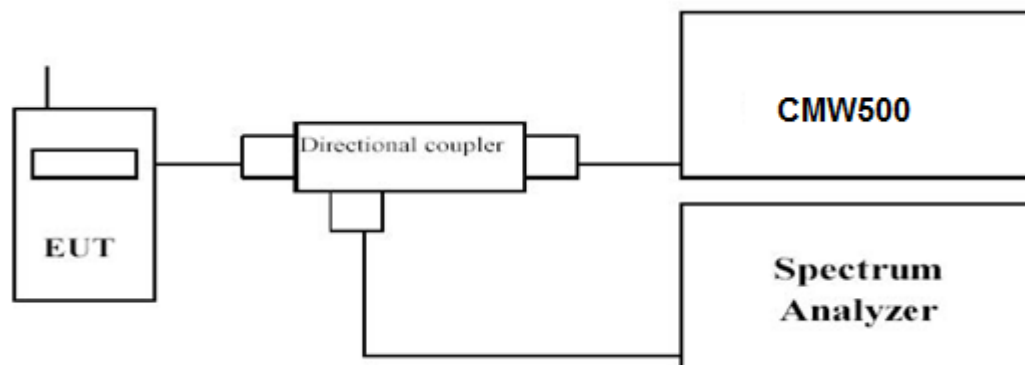 CMW500
Directional coupler
EUT
Spectrum
Analyzer